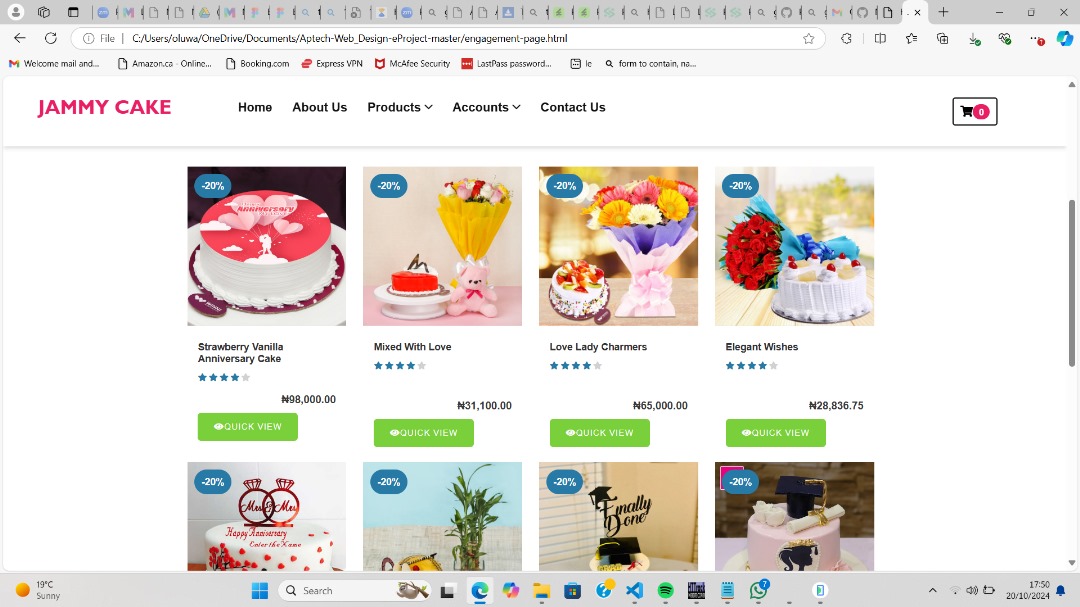 File
C:/Users/oluwa/OneDrive/Documents/Aptech-Web_Design-eProject-master/engagement-page.html
Welcome mail and...
Amazon.ca - Online...
Booking.com
Express VPN
McAfee Security
LastPass password...
le
form to contain, na...
JAMMY CAKE
Home
About Us
Products
Accounts
Contact Us
0
-20%
-20%
-20%
-20%
Anniversary
Strawberry Vanilla
Anniversary Cake
Mixed With Love
Love Lady Charmers
Elegant Wishes
₦98,000.00
₦31,100.00
₦65,000.00
₦28,836.75
QUICK VIEW
QUICK VIEW
QUICK VIEW
QUICK VIEW
-20%
-20%
-20%
-20%
Mrs & Mrs
Happy Anniversary
Enter the Name
Finally
Done
19°C
Sunny
Search
7
17:50
20/10/2024